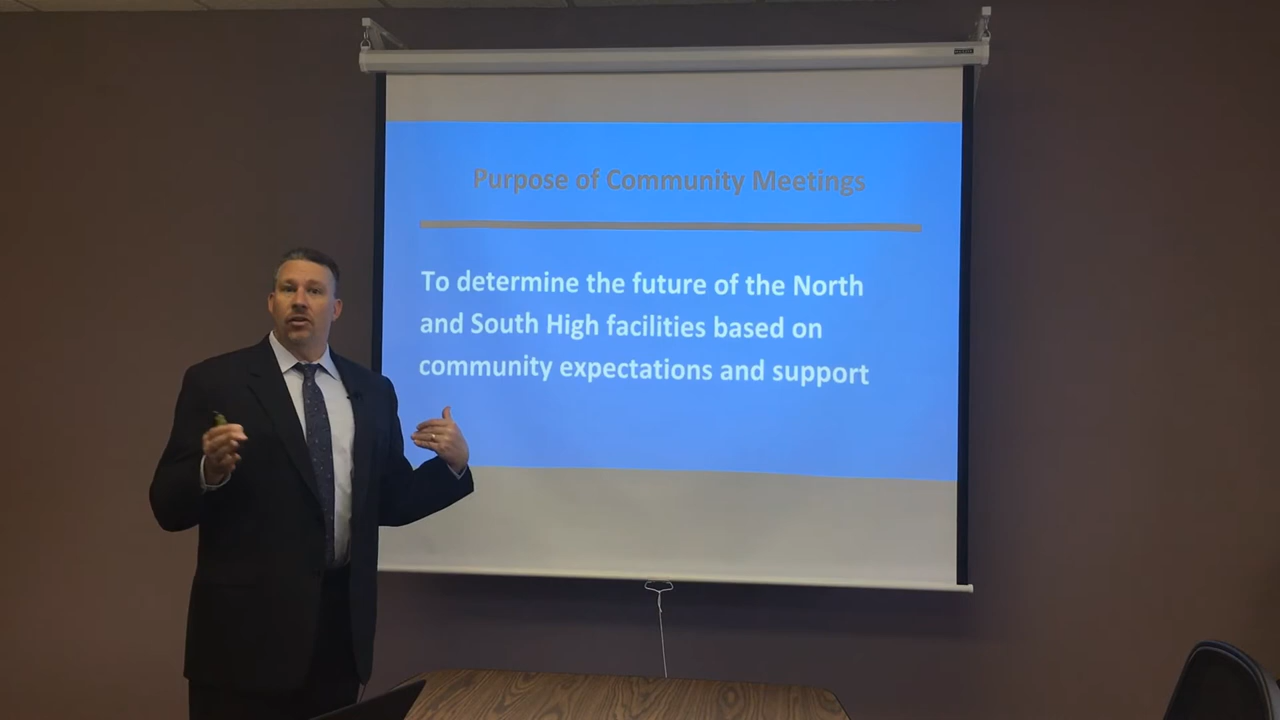 Purpose of Community Meetings
To determine the future of the North
and South High facilities based on
community expectations and support